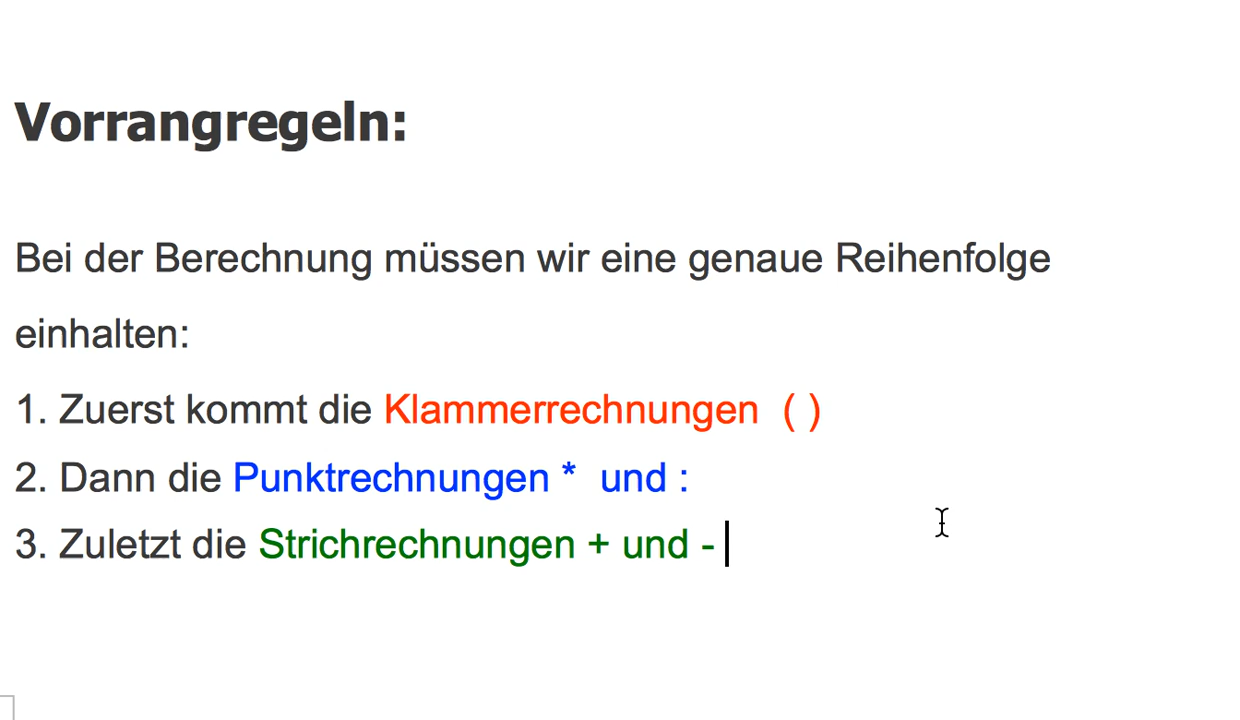 Vorrangregeln:
Bei der Berechnung müssen wir eine genaue Reihenfolge
einhalten:
1. Zuerst kommt die Klammerrechnungen  ( )
2. Dann die Punktrechnungen *  und :
3. Zuletzt die Strichrechnungen + und -